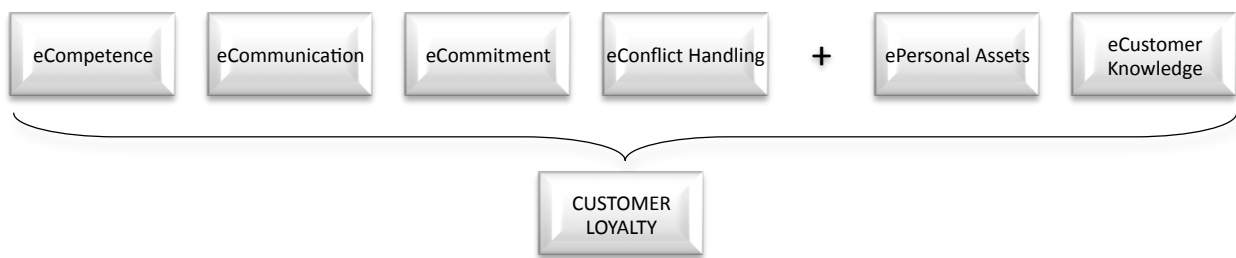 eCompetence
eCommunication
eCommitment
eConflict Handling
+
ePersonal Assets
eCustomer
Knowledge
CUSTOMER
LOYALTY